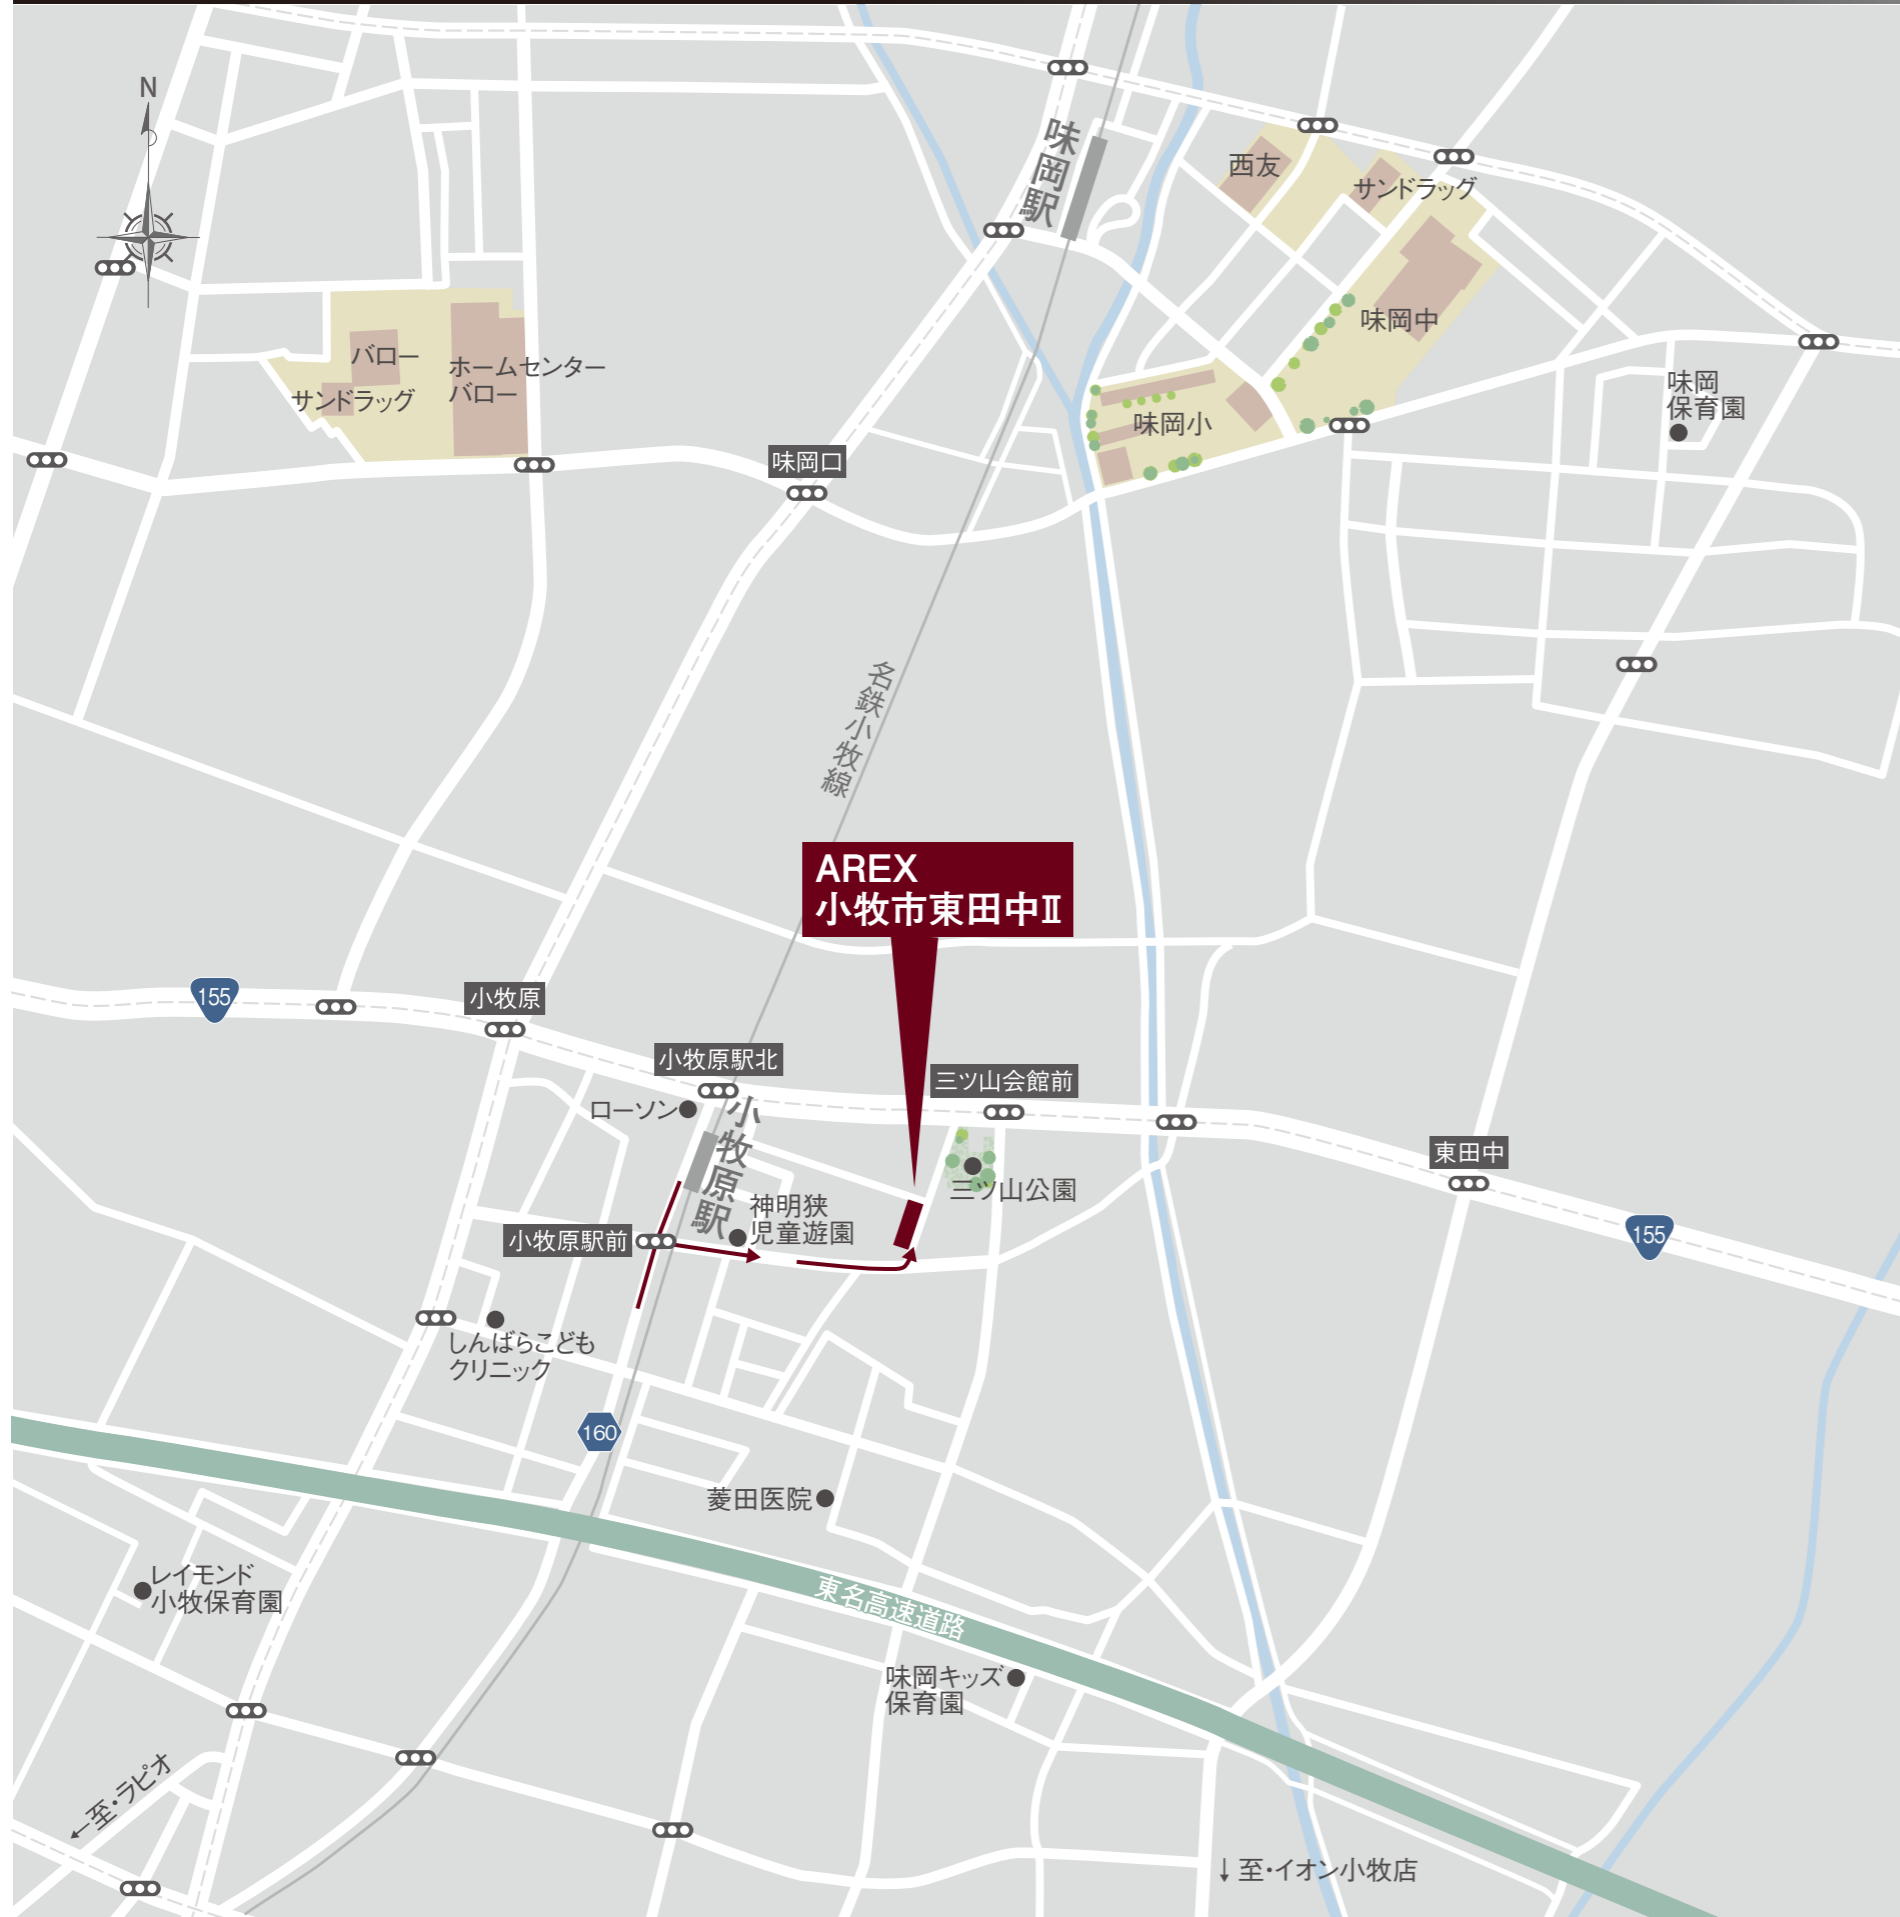 N
味岡駅
西友
サンドラッグ
味岡中
バロー
ホームセンター
バロー
サンドラッグ
味岡
保育園
味岡小
味岡口
名鉄小牧線
AREX
小牧市東田中Ⅱ
155
小牧原
小牧原駅北
三ツ山会館前
ローソン
小牧原駅
東田中
三ツ山公園
神明狭
児童遊園
小牧原駅前
155
しんばらこども
クリニック
160
菱田医院
レイモンド
小牧保育園
東名高速道路
味岡キッズ
保育園
←至・ラピオ
↓至・イオン小牧店